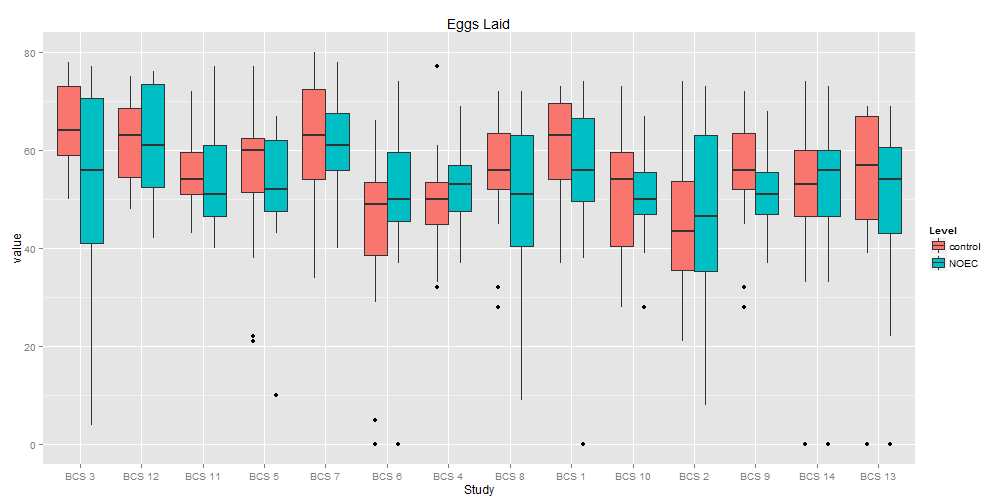 Eggs Laid
80
60
40
20
0
value
BCS 3 BCS 12 BCS 11 BCS 5 BCS 7 BCS 6 BCS 4 BCS 8 BCS 1 BCS 10 BCS 2 BCS 9 BCS 14 BCS 13
Study
Level
control
NOEC